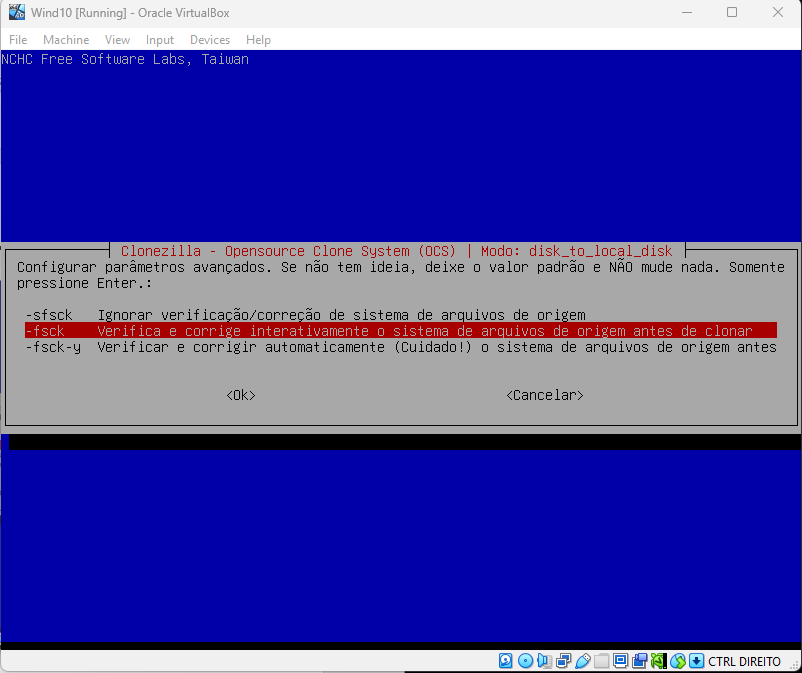 Wind10 [Running] - Oracle VirtualBox
File Machine View Input Devices Help
NCHC Free Software Labs, Taiwan
Clonezilla - Opensource Clone System (OCS) | Modo: disk_to_local_disk
Configurar parâmetros avançados. Se não tem ideia, deixe o valor padrão e NÃO mude nada. Somente
pressione Enter.:
-sfsck Ignorar verificação/correção de sistema de arquivos de origem
-fsck Verifica e corrige interativamente o sistema de arquivos de origem antes de clonar
-fsck-y Verificar e corrigir automaticamente (Cuidado!) o sistema de arquivos de origem antes
<Ok> <Cancelar>
CTRL DIREITO